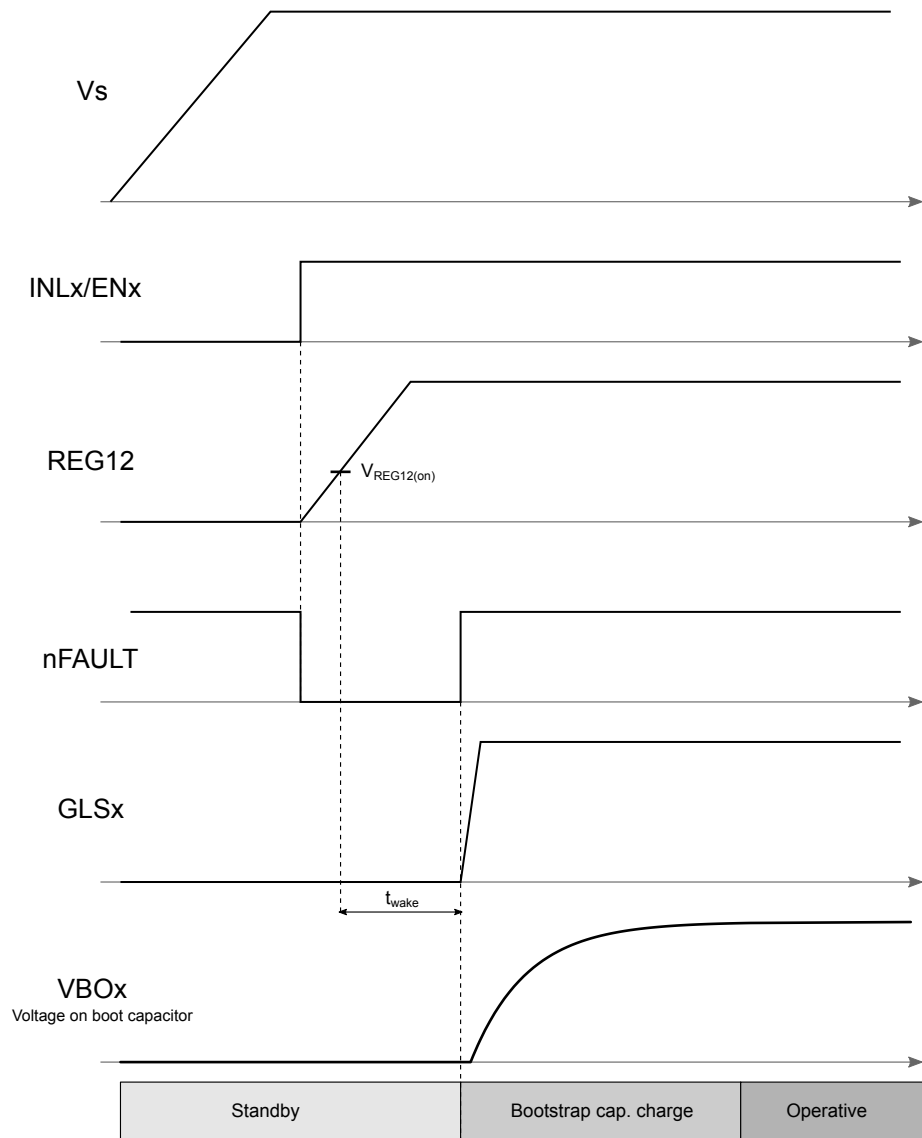 Vs
INLx/ENx
REG12
VREG12(on)
nFAULT
GLSx
twake
VBOx
Voltage on boot capacitor
Standby
Bootstrap cap. charge
Operative